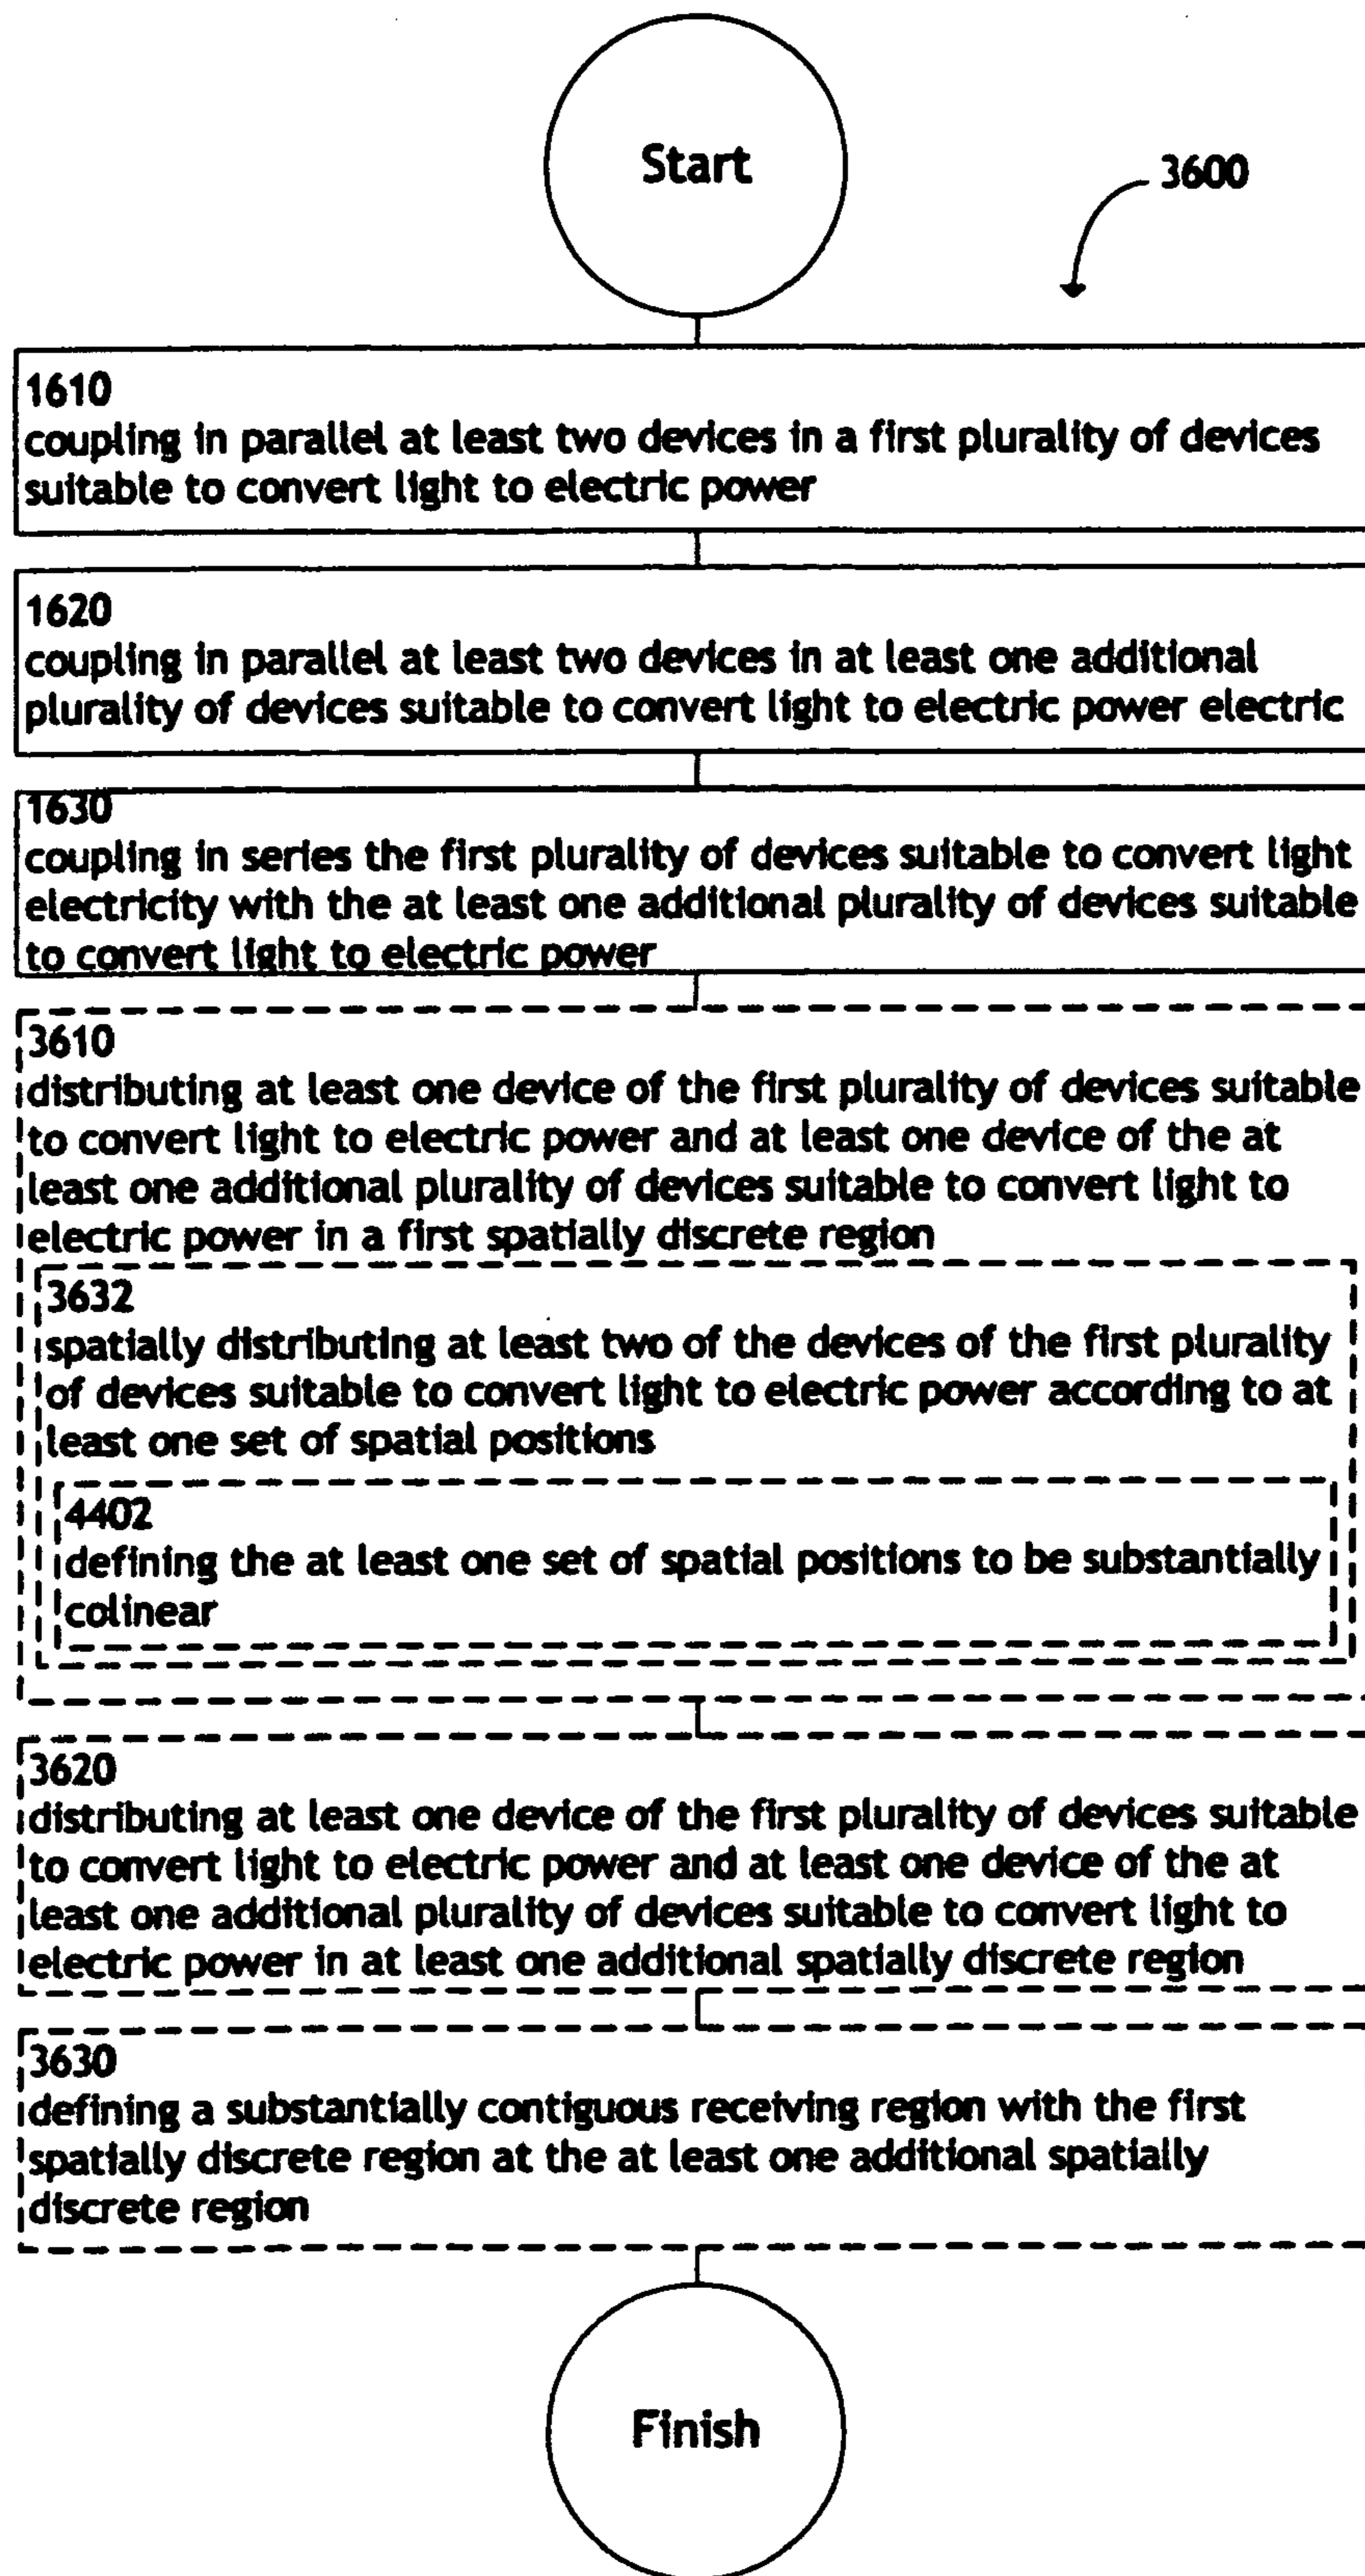 Start
3600
1610
coupling in parallel at least two devices in a first plurality of devices
suitable to convert light to electric power
1620
coupling in parallel at least two devices in at least one additional
plurality of devices suitable to convert light to electric power electric
1630
coupling in series the first plurality of devices suitable to convert light
electricity with the at least one additional plurality of devices suitable
to convert light to electric power
3610
distributing at least one device of the first plurality of devices suitable
to convert light to electric power and at least one device of the at
least one additional plurality of devices suitable to convert light to
electric power in a first spatially discrete region
3632
spatially distributing at least two of the devices of the first plurality
of devices suitable to convert light to electric power according to at
least one set of spatial positions
4402
defining the at least one set of spatial positions to be substantially
colinear
3620
distributing at least one device of the first plurality of devices suitable
to convert light to electric power and at least one device of the at
least one additional plurality of devices suitable to convert light to
electric power in at least one additional spatially discrete region
3630
defining a substantially contiguous receiving region with the first
spatially discrete region at the at least one additional spatially
discrete region
Finish